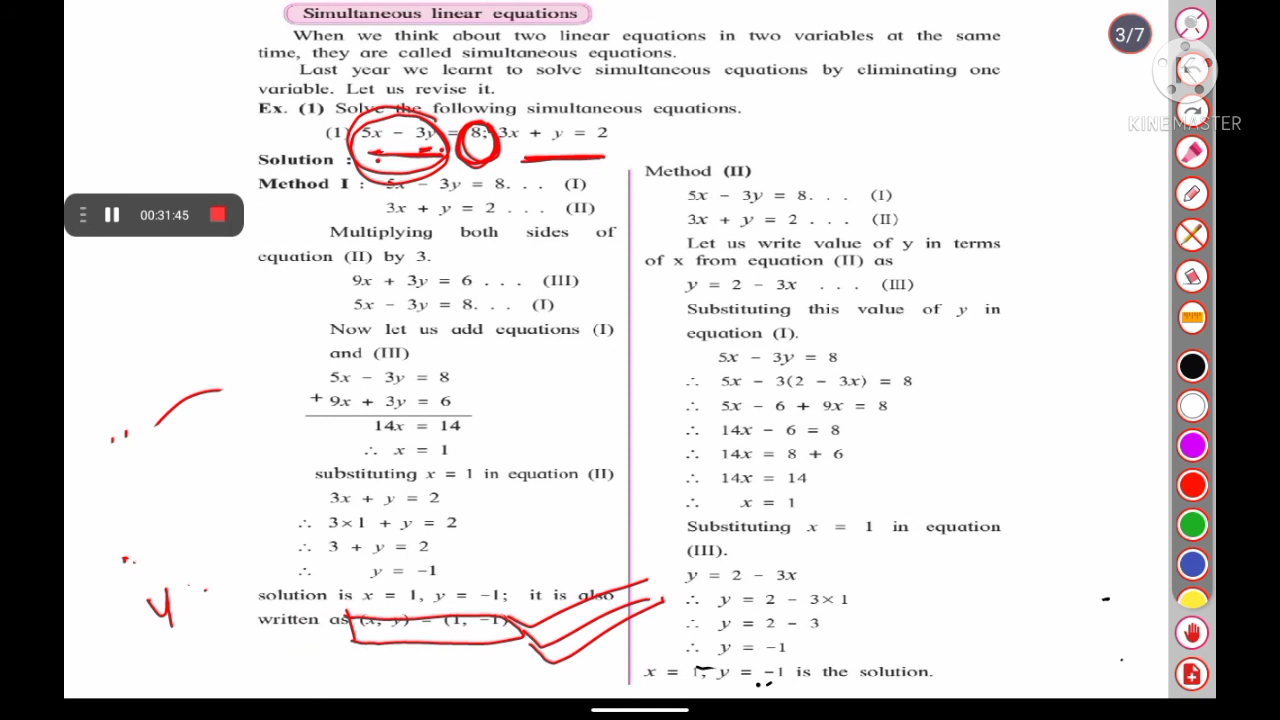 Simultaneous linear equations
When we think about two linear equations in two variables at the same
time, they are called simultaneous equations.
Last year we learnt to solve simultaneous equations by eliminating one
variable. Let us revise it.
Ex. (1) Solve the following simultaneous equations.
(1) 5x - 3y = 8; 3x + y = 2
Solution :
Method I : 5x - 3y = 8. . . (I)
3x + y = 2 . . . (II)
Multiplying both sides of
equation (II) by 3.
9x + 3y = 6 . . . (III)
5x - 3y = 8. . . (I)
Now let us add equations (I)
and (III)
5x - 3y = 8
+ 9x + 3y = 6
14x = 14
∴ x = 1
substituting x = 1 in equation (II)
3x + y = 2
∴ 3×1 + y = 2
∴ 3 + y = 2
∴ y = -1
solution is x = 1, y = -1; it is also
written as (x, y) = (1, -1)
Method (II)
5x - 3y = 8. . . (I)
3x + y = 2 . . . (II)
Let us write value of y in terms
of x from equation (II) as
y = 2 - 3x . . . (III)
Substituting this value of y in
equation (I).
5x - 3y = 8
∴ 5x - 3(2 - 3x) = 8
∴ 5x - 6 + 9x = 8
∴ 14x - 6 = 8
∴ 14x = 8 + 6
∴ 14x = 14
∴ x = 1
Substituting x = 1 in equation
(III).
y = 2 - 3x
∴ y = 2 - 3×1
∴ y = 2 - 3
∴ y = -1
x = 1, y = -1 is the solution.
y
00:31:45
3/7
KINEMASTER